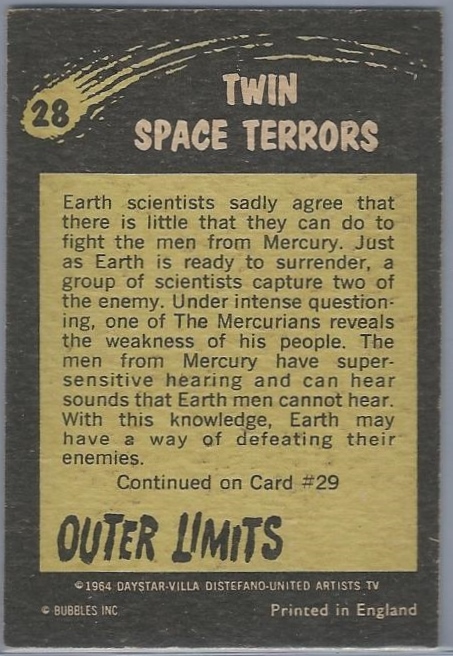 28
TWIN
SPACE TERRORS
Earth scientists sadly agree that
there is little that they can do to
fight the men from Mercury. Just
as Earth is ready to surrender, a
group of scientists capture two of
the enemy. Under intense question-
ing, one of The Mercurians reveals
the weakness of his people. The
men from Mercury have super-
sensitive hearing and can hear
sounds that Earth men cannot hear.
With this knowledge, Earth may
have a way of defeating their
enemies.
Continued on Card #29
OUTER LIMITS
©1964 DAYSTAR-VILLA DISTEFANO-UNITED ARTISTS TV
© BUBBLES INC Printed in England